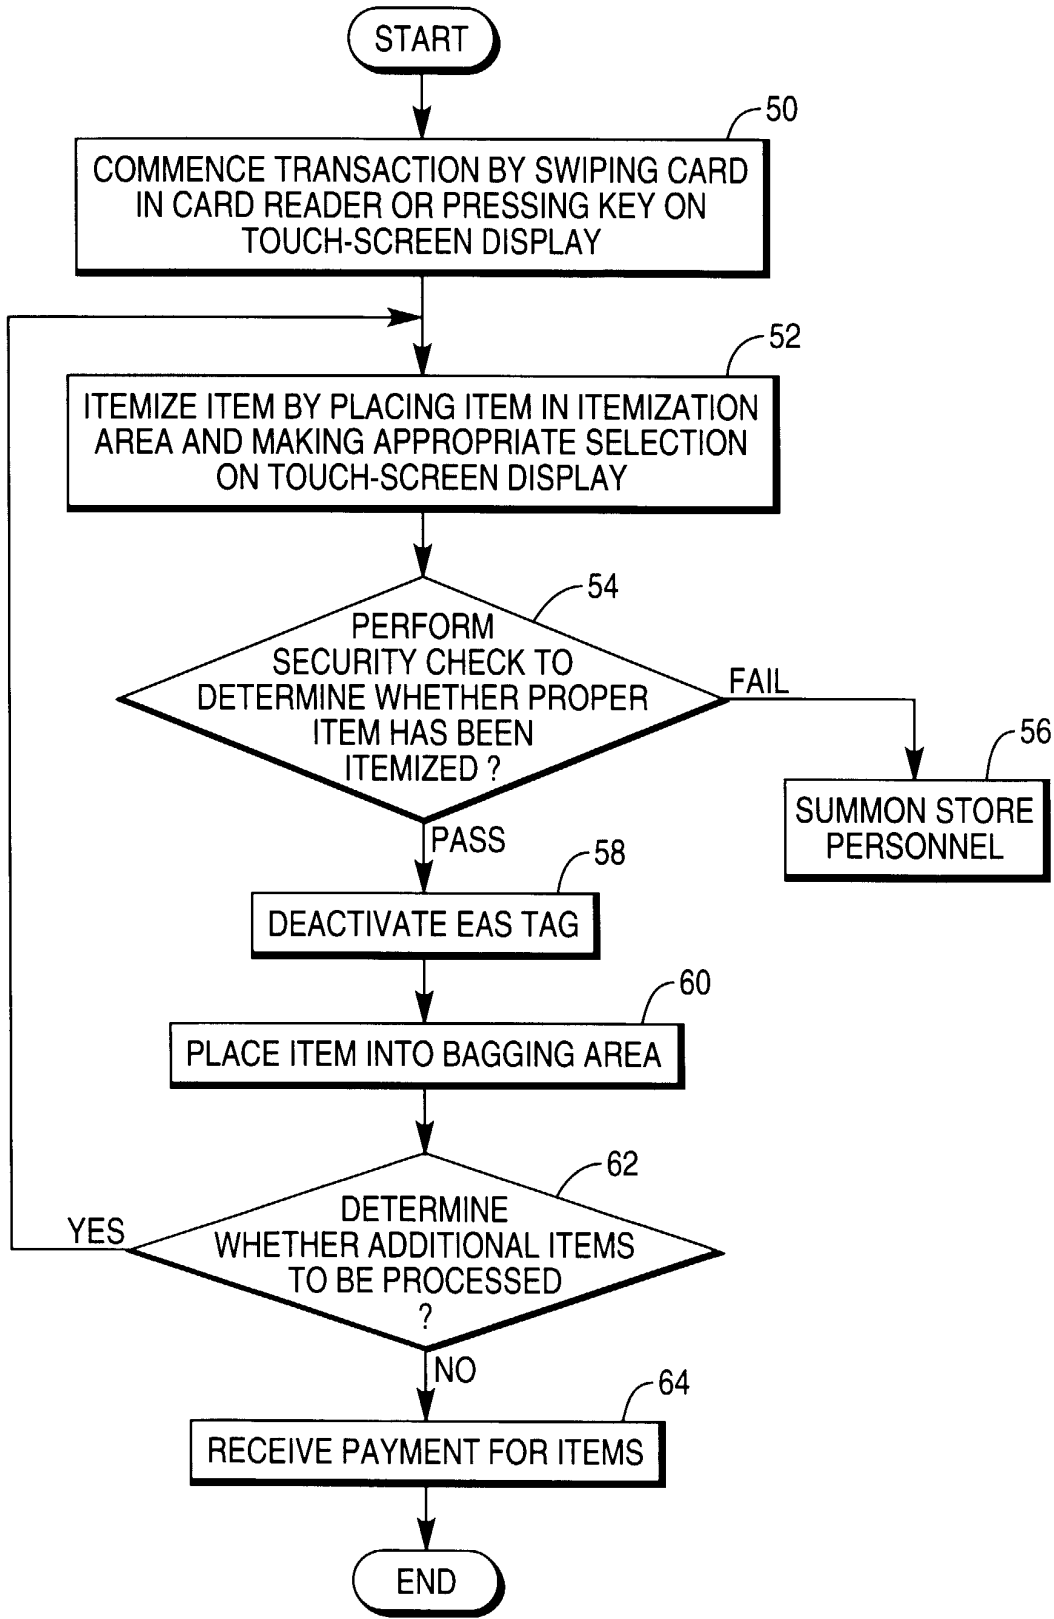 START
50
COMMENCE TRANSACTION BY SWIPING CARD
IN CARD READER OR PRESSING KEY ON
TOUCH-SCREEN DISPLAY
52
ITEMIZE ITEM BY PLACING ITEM IN ITEMIZATION
AREA AND MAKING APPROPRIATE SELECTION
ON TOUCH-SCREEN DISPLAY
54
PERFORM
SECURITY CHECK TO
DETERMINE WHETHER PROPER
ITEM HAS BEEN
ITEMIZED ?
FAIL
56
SUMMON STORE
PERSONNEL
PASS
58
DEACTIVATE EAS TAG
60
PLACE ITEM INTO BAGGING AREA
62
DETERMINE
WHETHER ADDITIONAL ITEMS
TO BE PROCESSED
?
YES
NO
64
RECEIVE PAYMENT FOR ITEMS
END